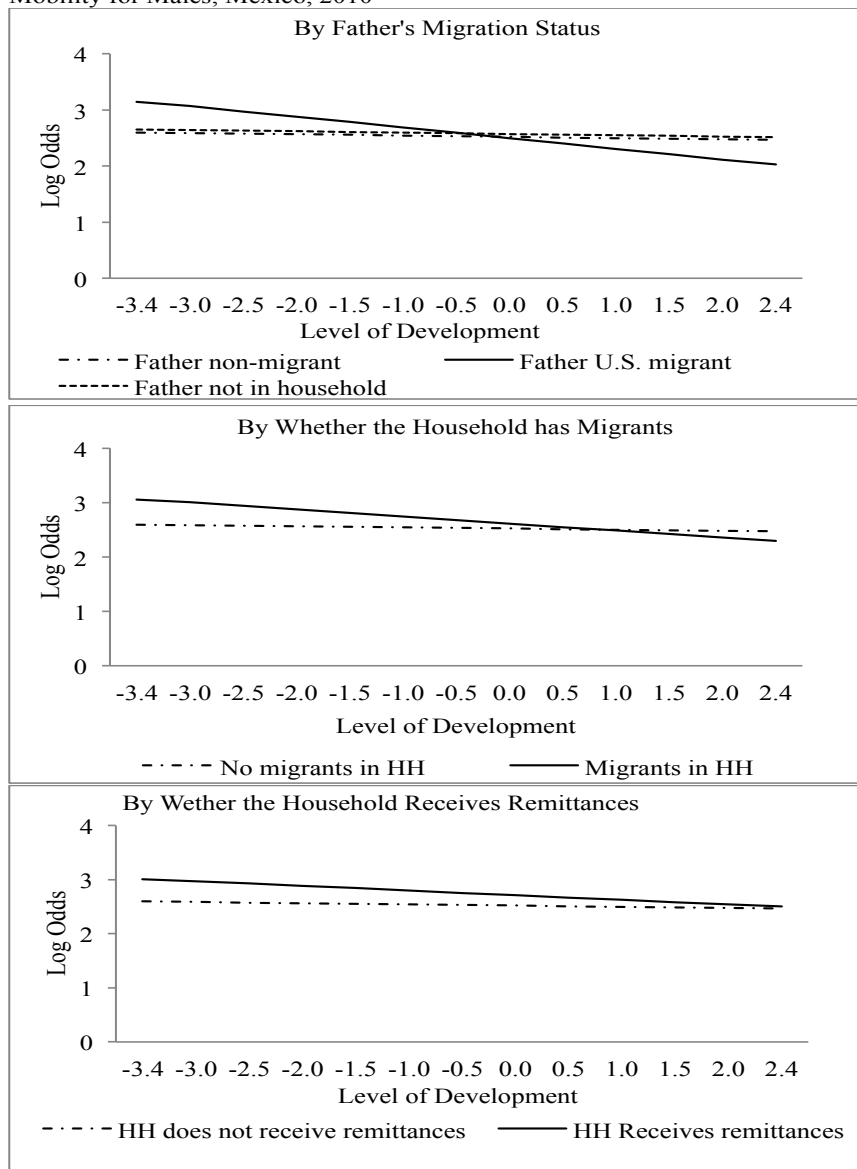 Mobility for Males, Mexico, 2010
By Father's Migration Status
4
3
2
1
0
Log Odds
-3.4 -3.0 -2.5 -2.0 -1.5 -1.0 -0.5 0.0 0.5 1.0 1.5 2.0 2.4
Level of Development
Father non-migrant Father U.S. migrant
Father not in household
By Whether the Household has Migrants
4
3
2
1
0
Log Odds
-3.4 -3.0 -2.5 -2.0 -1.5 -1.0 -0.5 0.0 0.5 1.0 1.5 2.0 2.4
Level of Development
No migrants in HH Migrants in HH
By Wether the Household Receives Remittances
4
3
2
1
0
Log Odds
-3.4 -3.0 -2.5 -2.0 -1.5 -1.0 -0.5 0.0 0.5 1.0 1.5 2.0 2.4
Level of Development
HH does not receive remittances HH Receives remittances